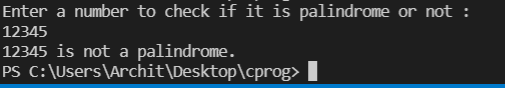 Enter a number to check if it is palindrome or not :
12345
12345 is not a palindrome.
PS C:\Users\Archit\Desktop\cprog>